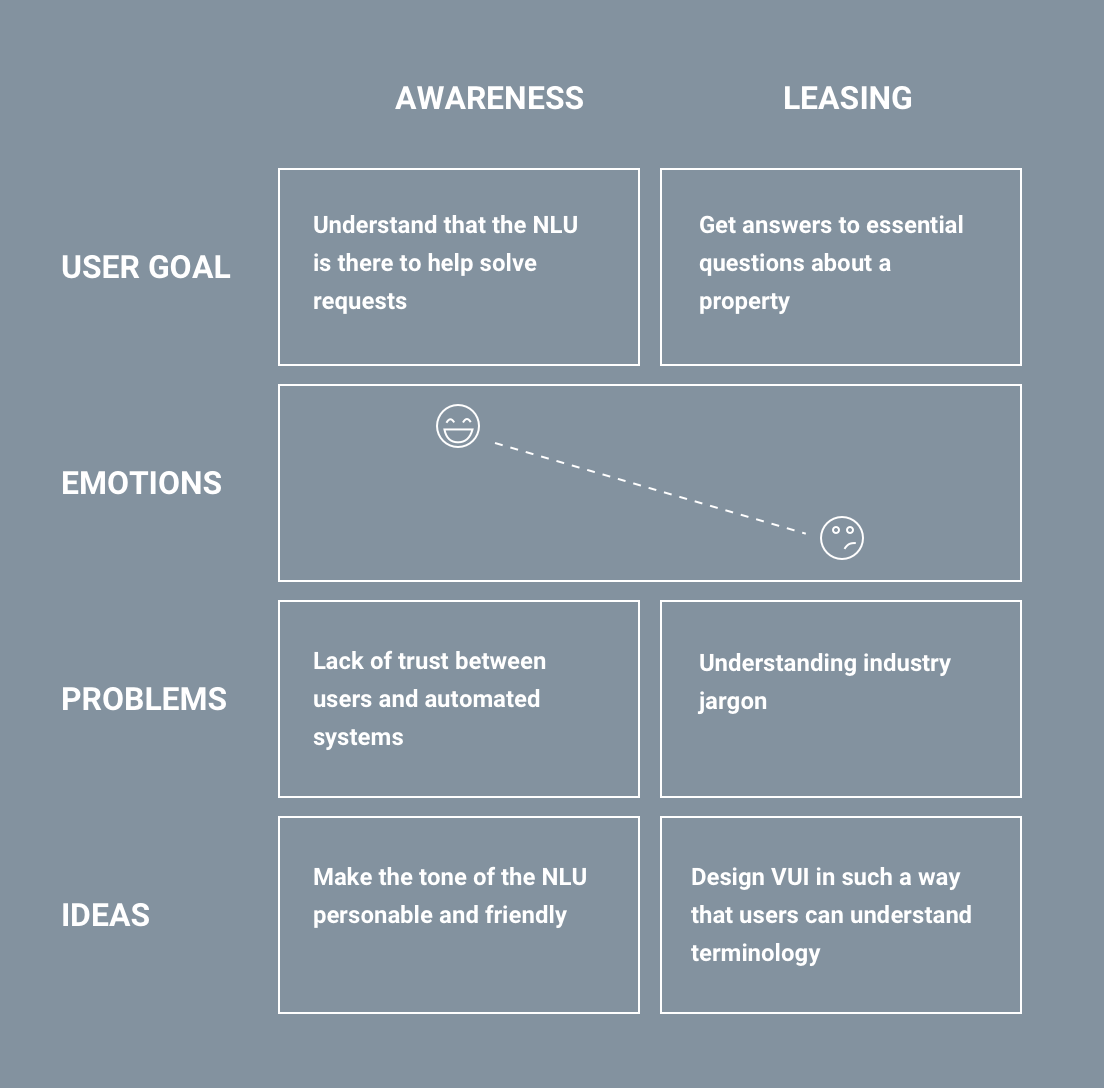 AWARENESS
LEASING
USER GOAL
Understand that the NLU
is there to help solve
requests
Get answers to essential
questions about a
property
EMOTIONS
PROBLEMS
Lack of trust between
users and automated
systems
Understanding industry
jargon
IDEAS
Make the tone of the NLU
personable and friendly
Design VUI in such a way
that users can understand
terminology